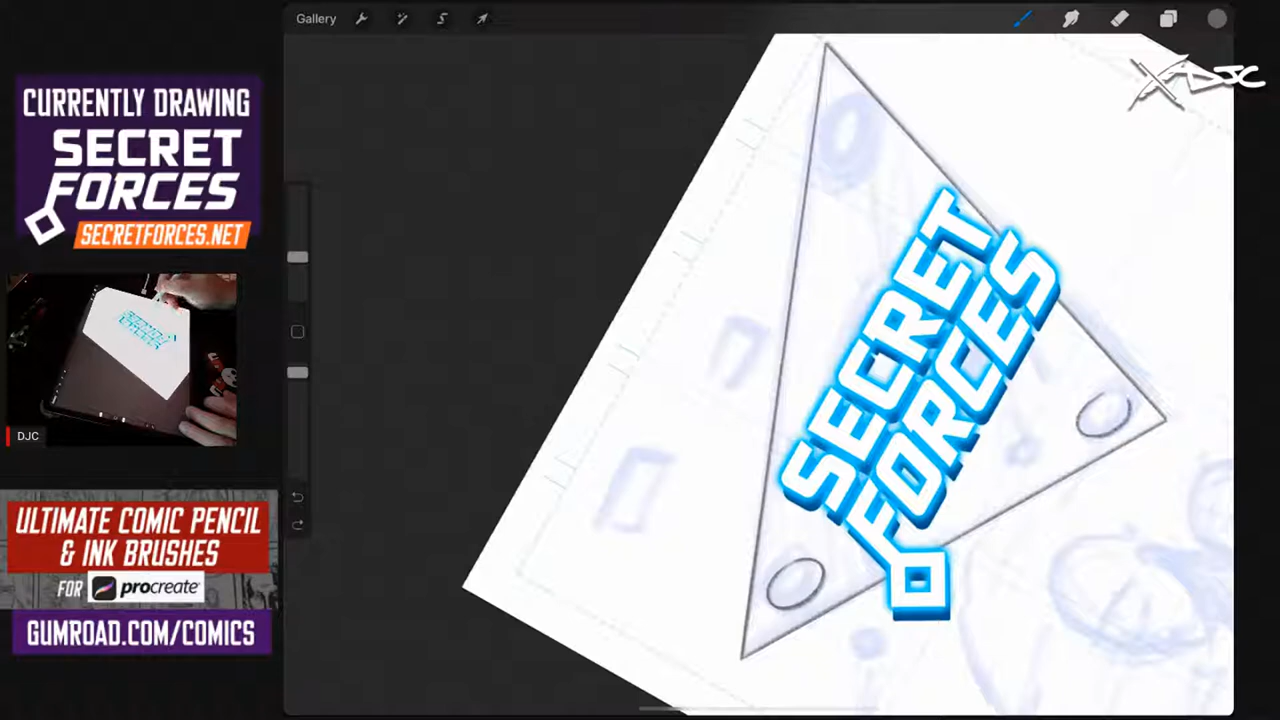 Gallery
XADJC
CURRENTLY DRAWING
SECRET
FORCES
SECRETFORCES.NET
SECRET
FORCES
DJC
ULTIMATE COMIC PENCIL
& INK BRUSHES
FOR procreate
GUMROAD.COM/COMICS